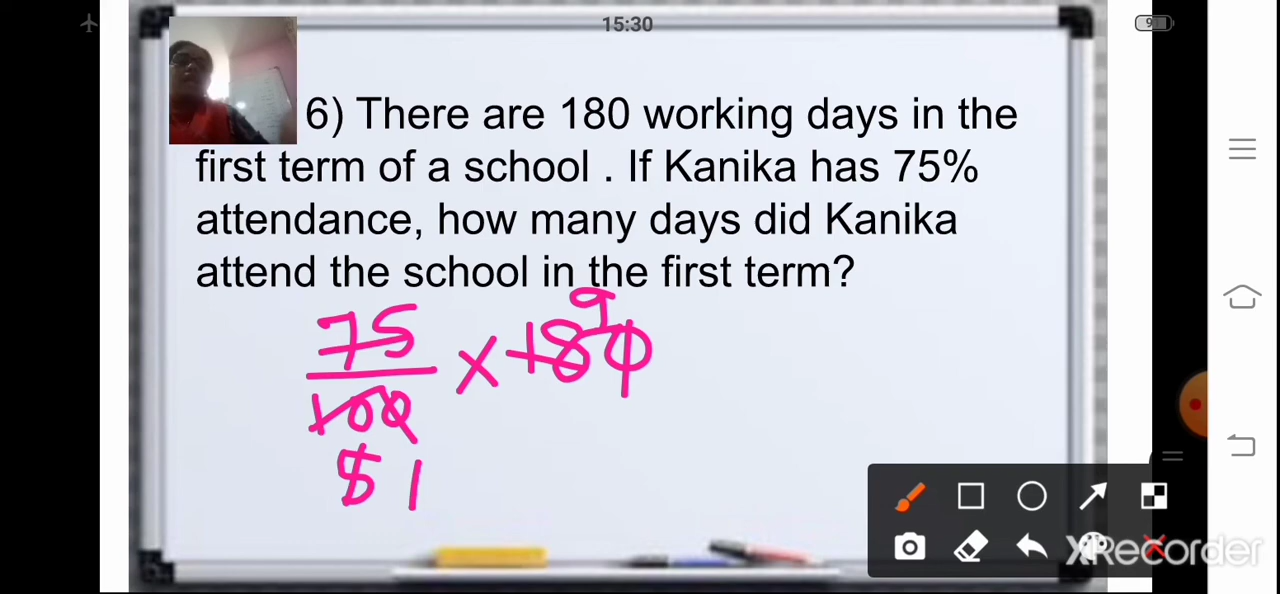 15:30
6) There are 180 working days in the
first term of a school . If Kanika has 75%
attendance, how many days did Kanika
attend the school in the first term?
9
75
× 180
100
5 1
XRecorder